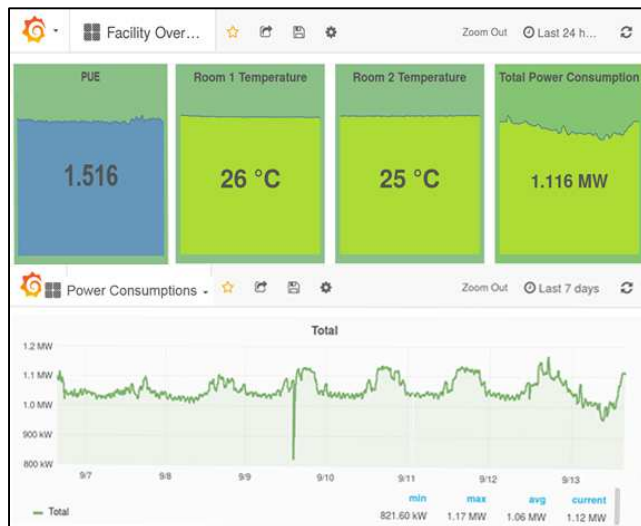 Facility Over... Zoom Out Last 24 h...
PUE Room 1 Temperature Room 2 Temperature Total Power Consumption
1.516 26 °C 25 °C 1.116 MW
Power Consumptions Zoom Out Last 7 days
Total
1.2 MW
1.1 MW
1.0 MW
900 kW
800 kW
9/7 9/8 9/9 9/10 9/11 9/12 9/13
min max avg current
Total 821.60 kW 1.17 MW 1.06 MW 1.12 MW